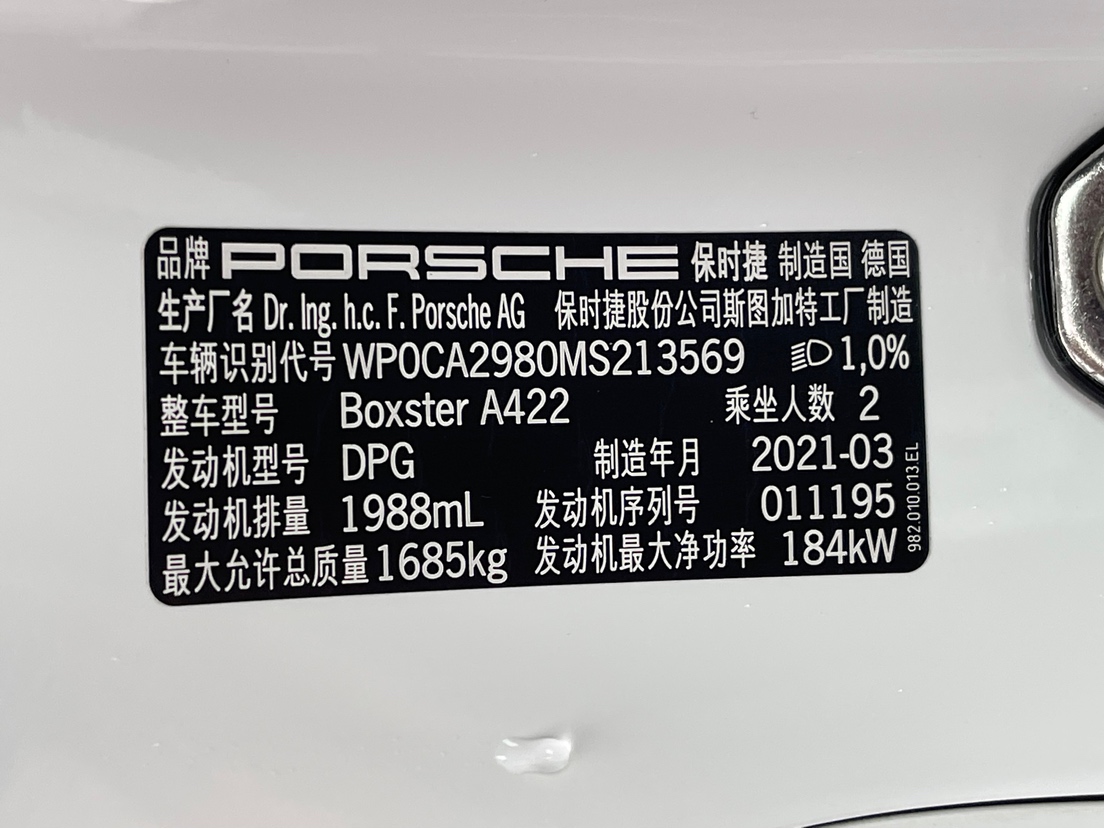 品牌 PORSCHE 保时捷 制造国 德国
生产厂名 Dr. Ing. h.c. F. Porsche AG 保时捷股份公司斯图加特工厂制造
车辆识别代号 WP0CA2980MS213569 1,0%
整车型号 Boxster A422 乘坐人数 2
发动机型号 DPG 制造年月 2021-03
发动机排量 1988mL 发动机序列号 011195
最大允许总质量 1685kg 发动机最大净功率 184kW
982.010.013.EL